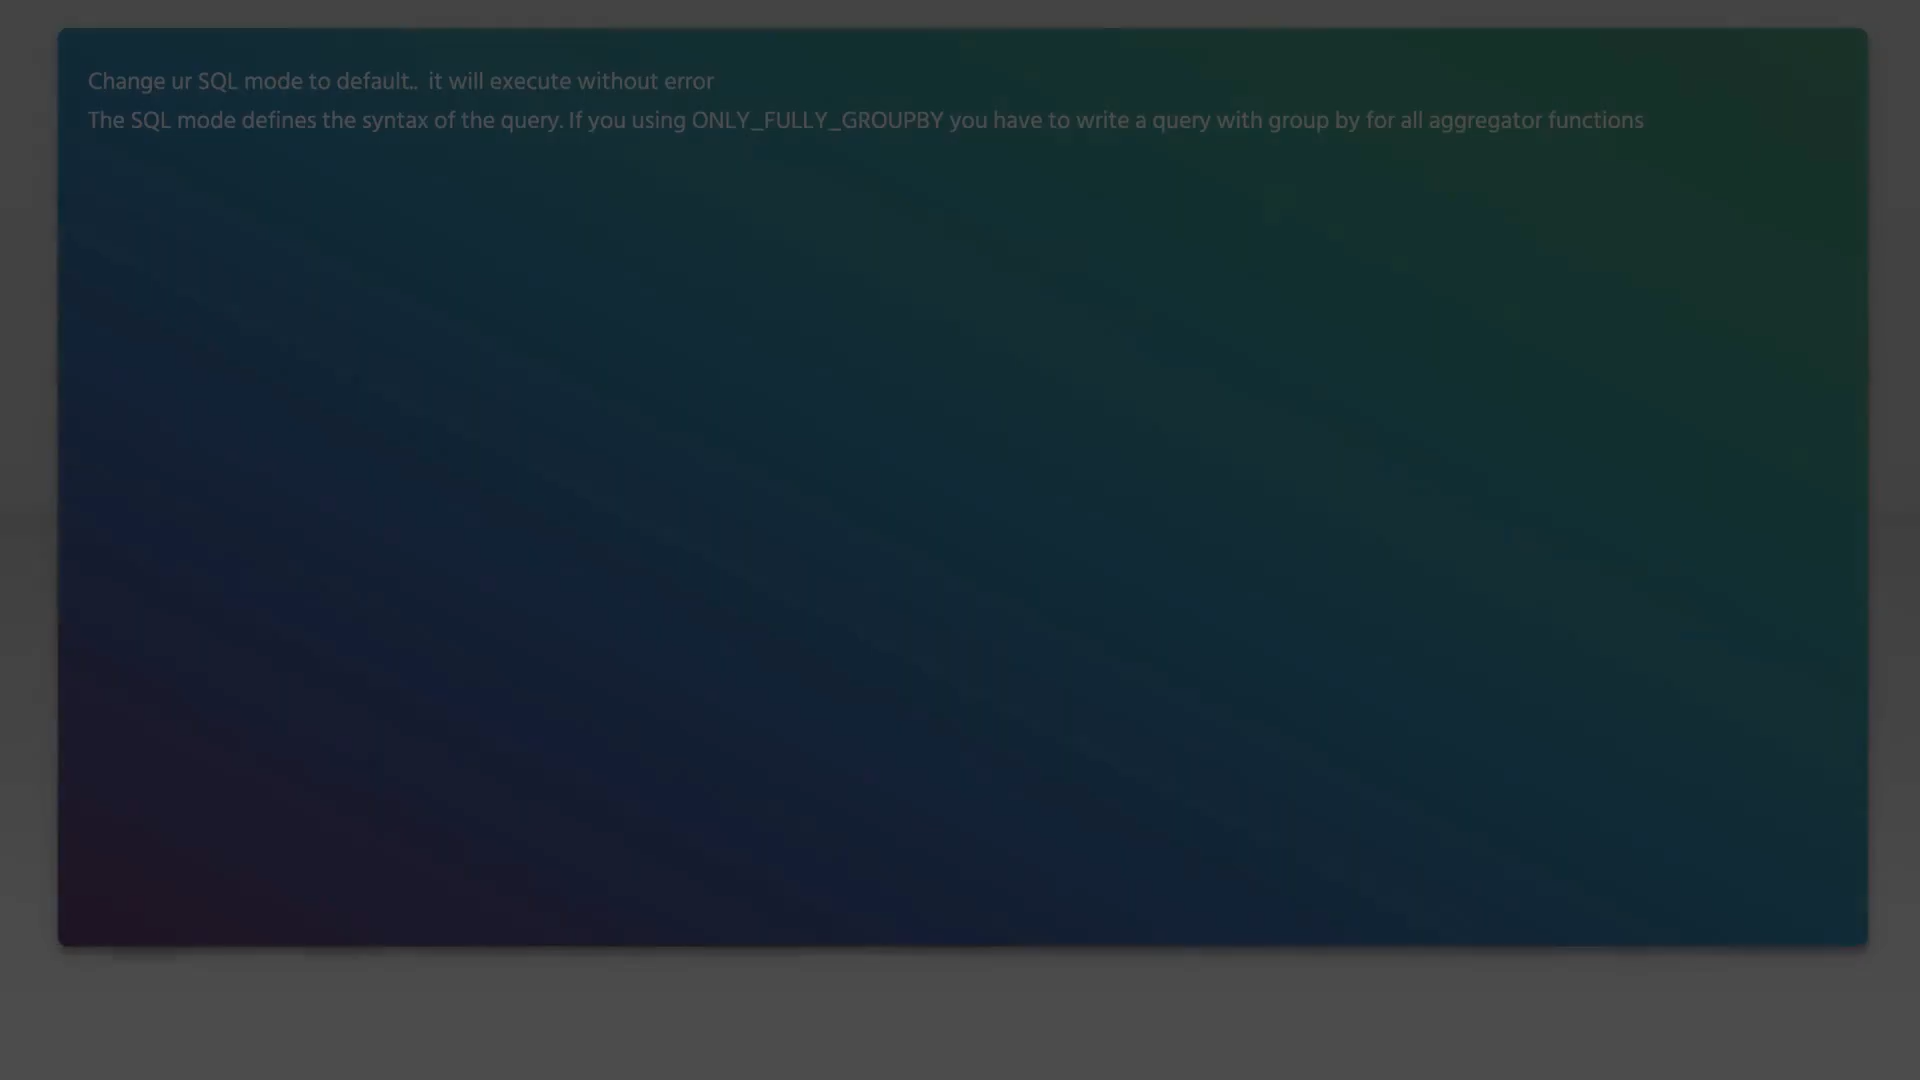 Change ur SQL mode to default.. it will execute without error
The SQL mode defines the syntax of the query. If you using ONLY_FULLY_GROUPBY you have to write a query with group by for all aggregator functions